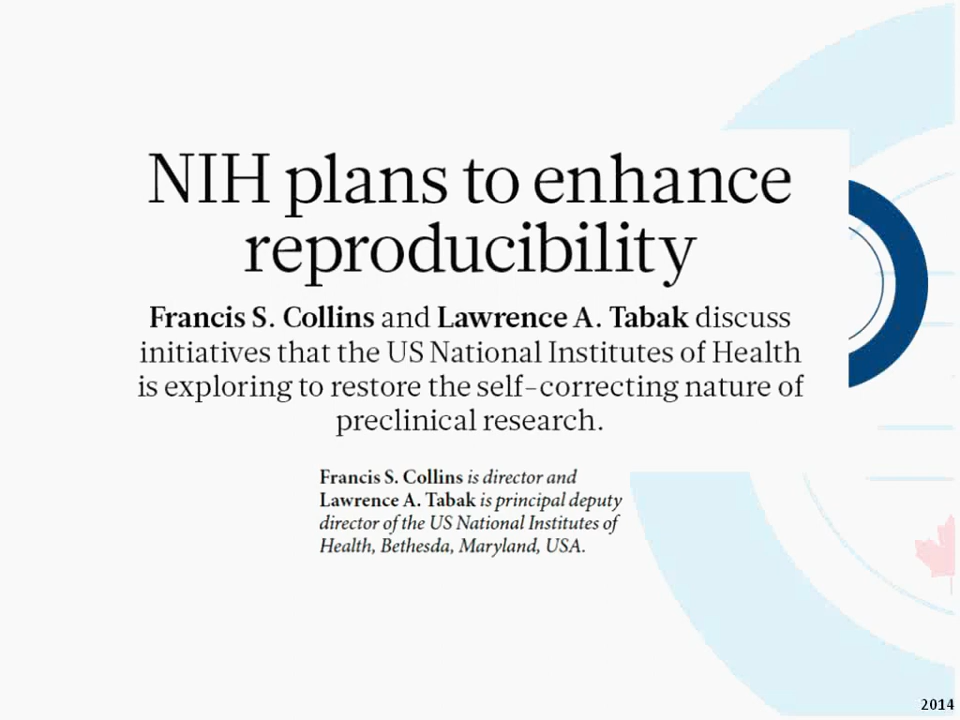 NIH plans to enhance
reproducibility
Francis S. Collins and Lawrence A. Tabak discuss
initiatives that the US National Institutes of Health
is exploring to restore the self-correcting nature of
preclinical research.
Francis S. Collins is director and
Lawrence A. Tabak is principal deputy
director of the US National Institutes of
Health, Bethesda, Maryland, USA.
2014